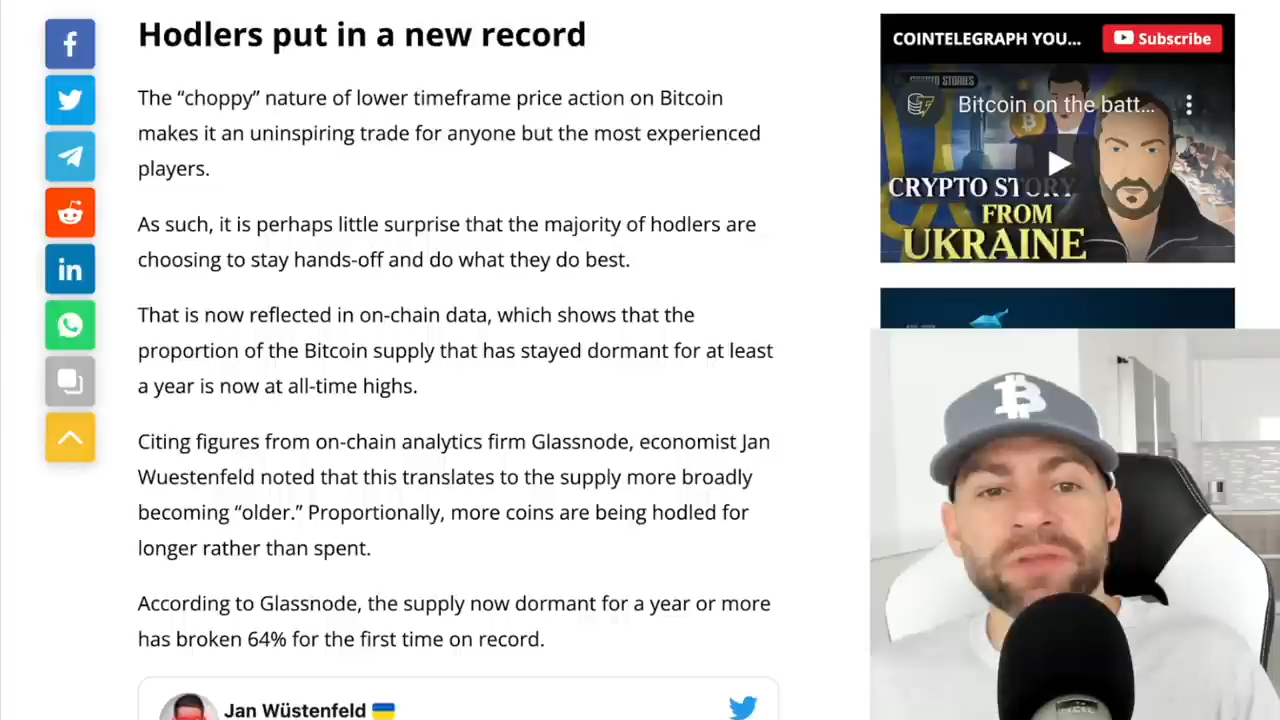 Hodlers put in a new record
The “choppy” nature of lower timeframe price action on Bitcoin
makes it an uninspiring trade for anyone but the most experienced
players.
As such, it is perhaps little surprise that the majority of hodlers are
choosing to stay hands-off and do what they do best.
That is now reflected in on-chain data, which shows that the
proportion of the Bitcoin supply that has stayed dormant for at least
a year is now at all-time highs.
Citing figures from on-chain analytics firm Glassnode, economist Jan
Wuestenfeld noted that this translates to the supply more broadly
becoming “older.” Proportionally, more coins are being hodled for
longer rather than spent.
According to Glassnode, the supply now dormant for a year or more
has broken 64% for the first time on record.
Jan Wüstenfeld
COINTELEGRAPH YOU...
Subscribe
CRYPTO STORIES
Bitcoin on the batt...
CRYPTO STORY
FROM
UKRAINE